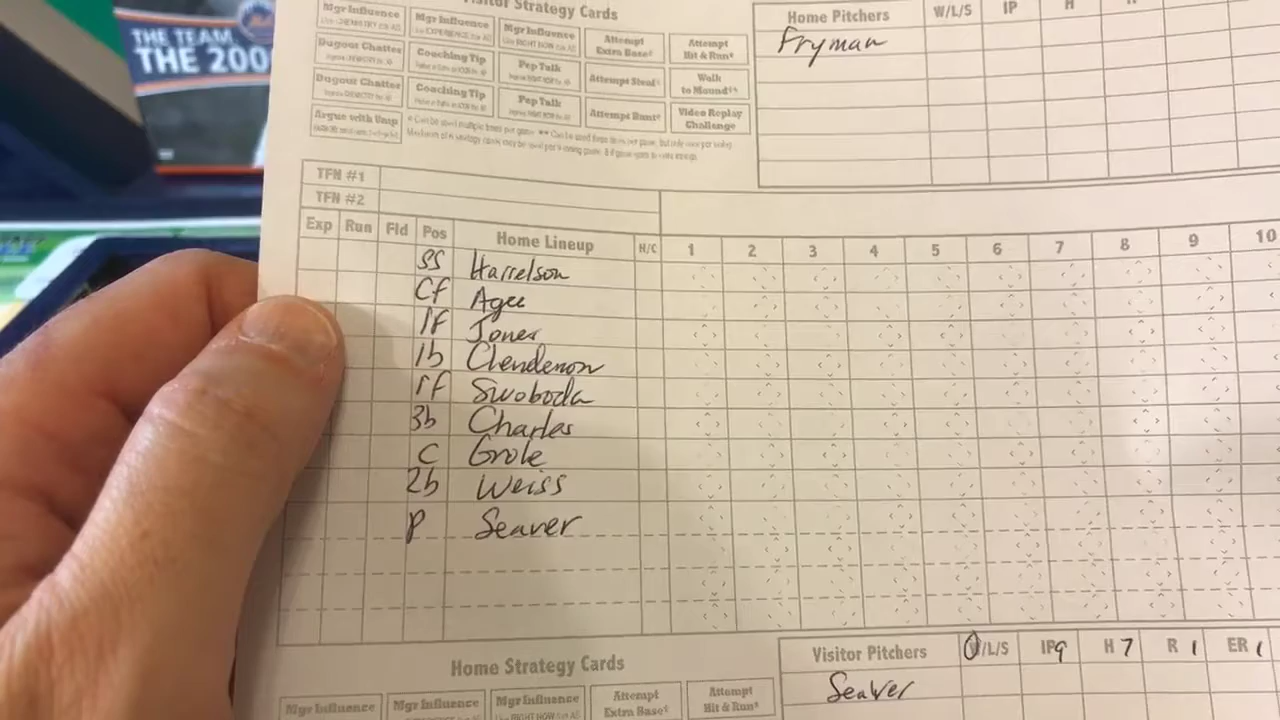 THE TEAM
THE 200
Visitor Strategy Cards
Mgr Influence
Mgr Influence
Mgr Influence
Attempt Extra Base
Attempt Hit & Run
Dugout Chatter
Coaching Tip
Pep Talk
Attempt Steal
Walk to Mound
Dugout Chatter
Coaching Tip
Pep Talk
Attempt Bunt
Video Replay Challenge
Argue with Ump
Home Pitchers W/L/S IP H
Fryman
TFN #1
TFN #2
Exp Run Fld Pos Home Lineup H/C 1 2 3 4 5 6 7 8 9 10
SS Harrelson
Cf Agee
lf Jones
1b Clendenon
rf Swoboda
3b Charles
C Grote
2b Weiss
P Seaver
Home Strategy Cards
Visitor Pitchers W/L/S IP 9 H 7 R 1 ER 1
Seaver
Mgr Influence
Mgr Influence
Mgr Influence
Attempt Extra Base
Attempt Hit & Run